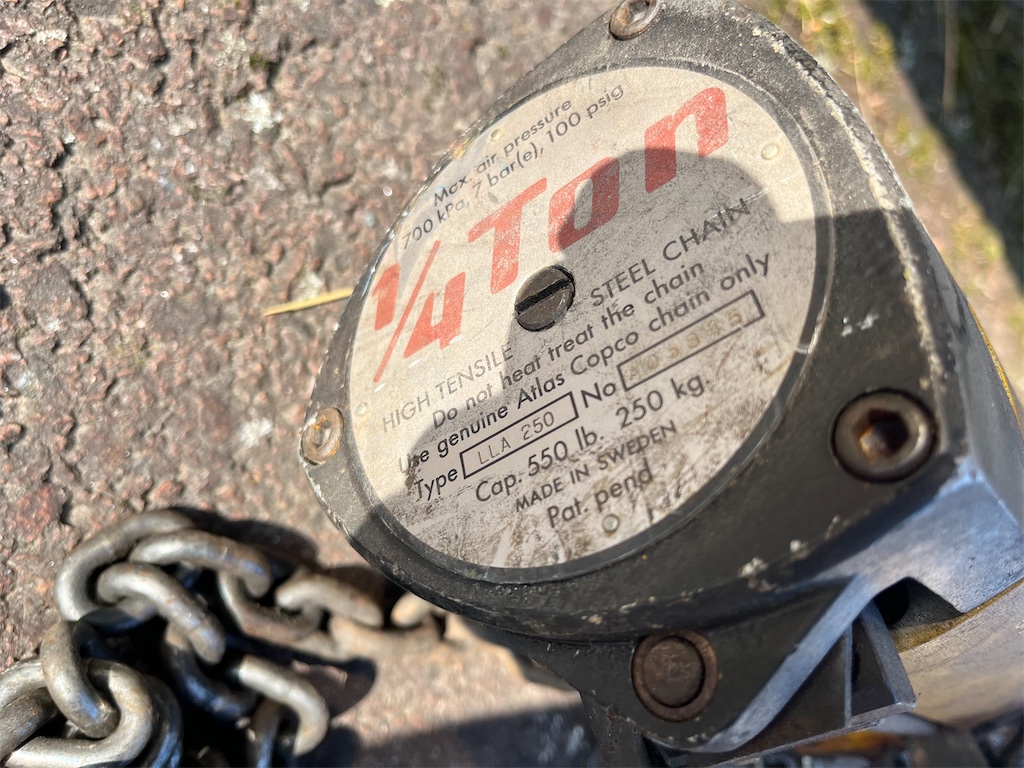 Max air pressure
700 kPa, 7 bar(e), 100 psig
1/4 Ton
HIGH TENSILE STEEL CHAIN
Do not heat treat the chain
Use genuine Atlas Copco chain only
Type LLA 250 No
Cap. 550 lb. 250 kg.
MADE IN SWEDEN
Pat. pend